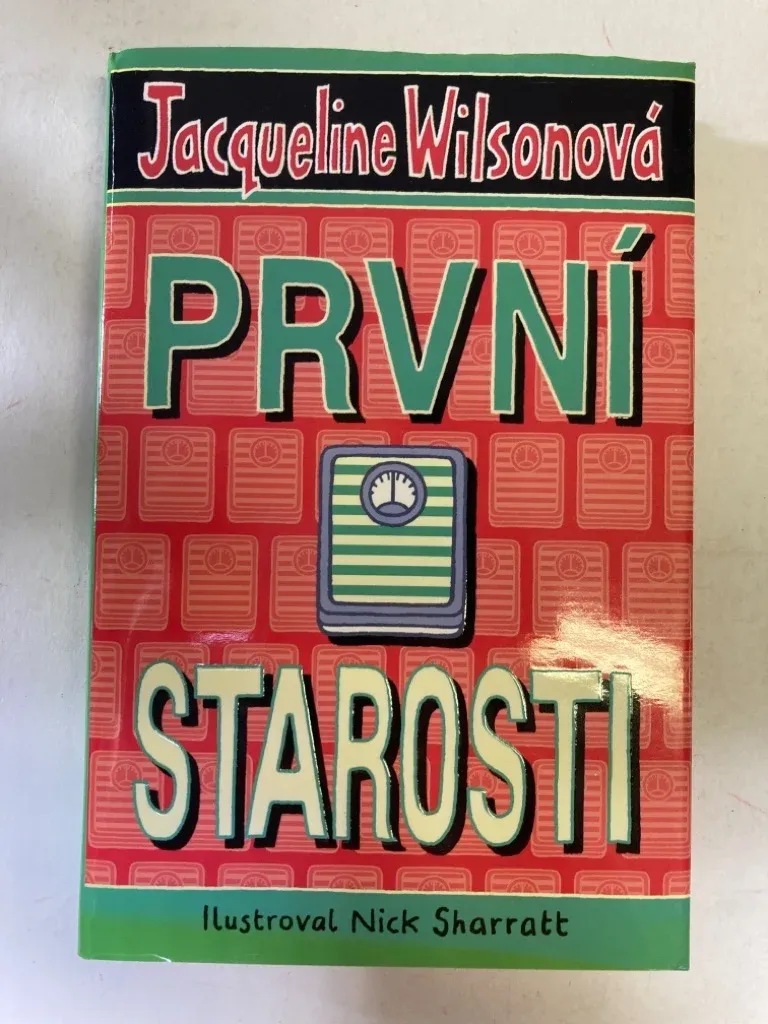 Jacqueline Wilsonová
PRVNÍ
STAROSTI
Ilustroval Nick Sharratt